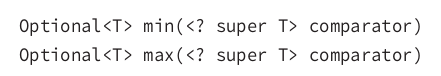 Optional<T> min(<? super T> comparator)
Optional<T> max(<? super T> comparator)